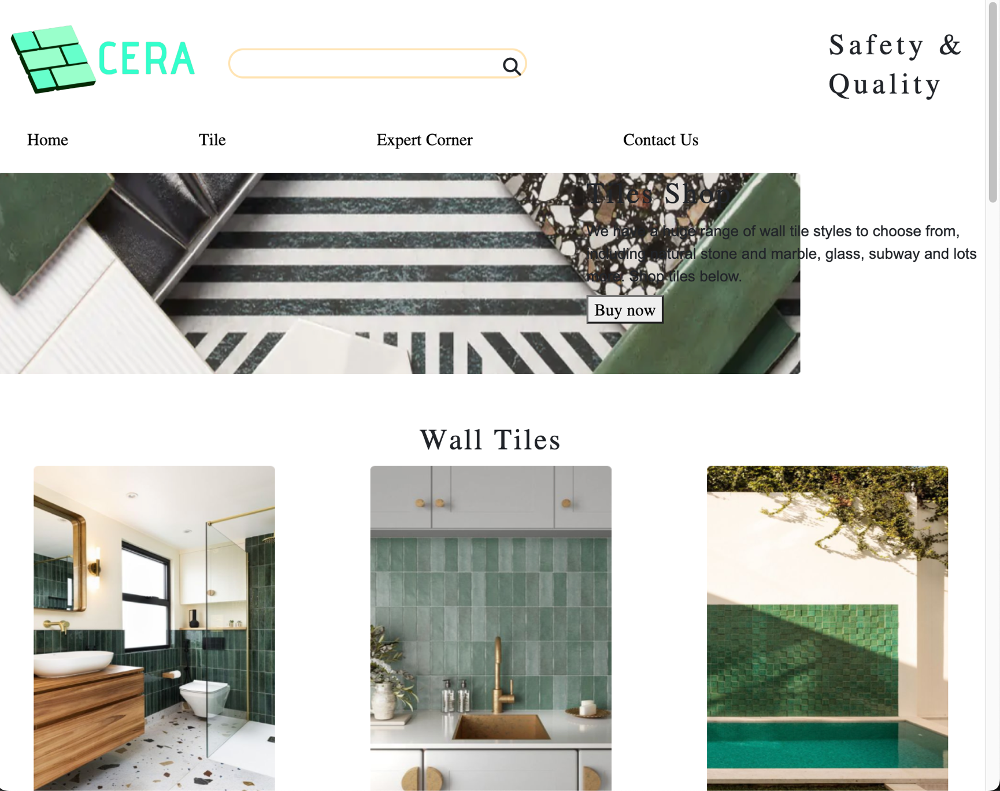 CERA
Safety &
Quality
Home
Tile
Expert Corner
Contact Us
Tiles Shop
We have a huge range of wall tile styles to choose from,
including natural stone and marble, glass, subway and lots
more. Shop tiles below.
Buy now
Wall Tiles